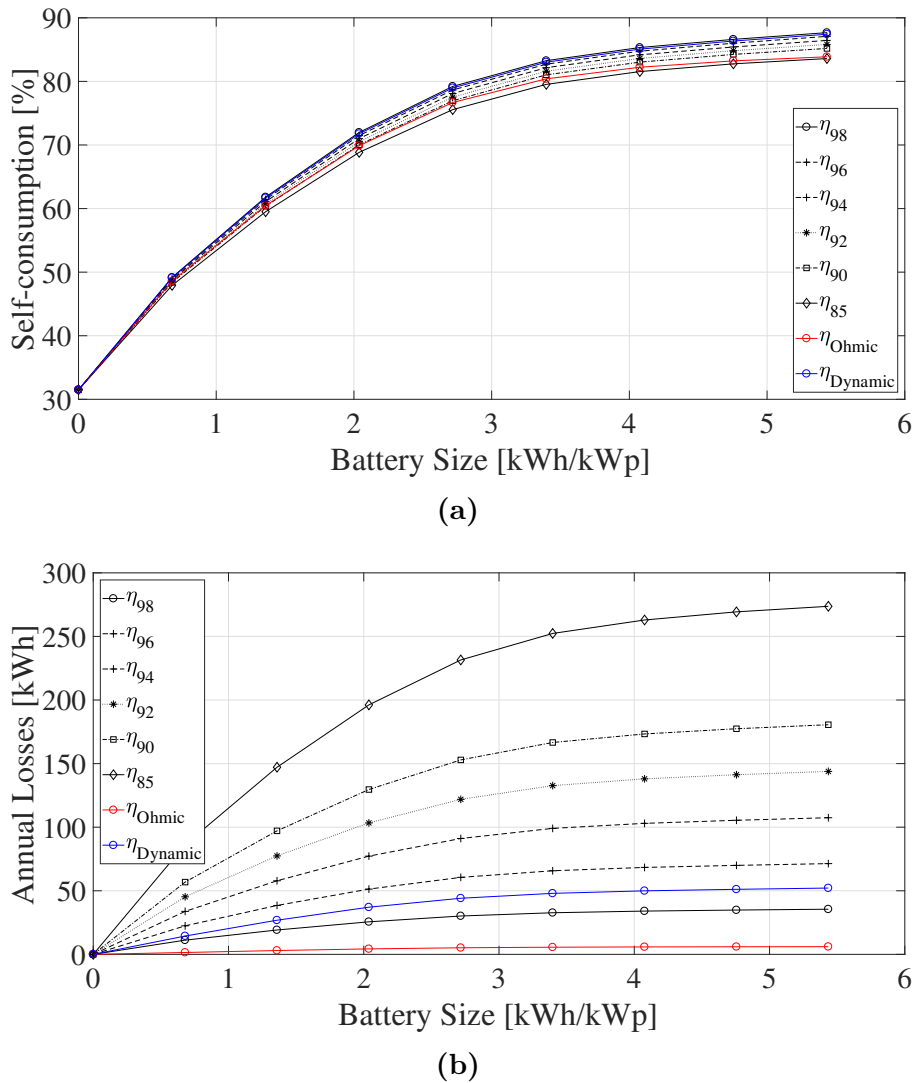 90
80
70
60
50
40
30
Self-consumption [%]
η98
η96
η94
η92
η90
η85
ηOhmic
ηDynamic
0 1 2 3 4 5 6
Battery Size [kWh/kWp]
(a)
300
250
200
150
100
50
0
Annual Losses [kWh]
η98
η96
η94
η92
η90
η85
ηOhmic
ηDynamic
0 1 2 3 4 5 6
Battery Size [kWh/kWp]
(b)